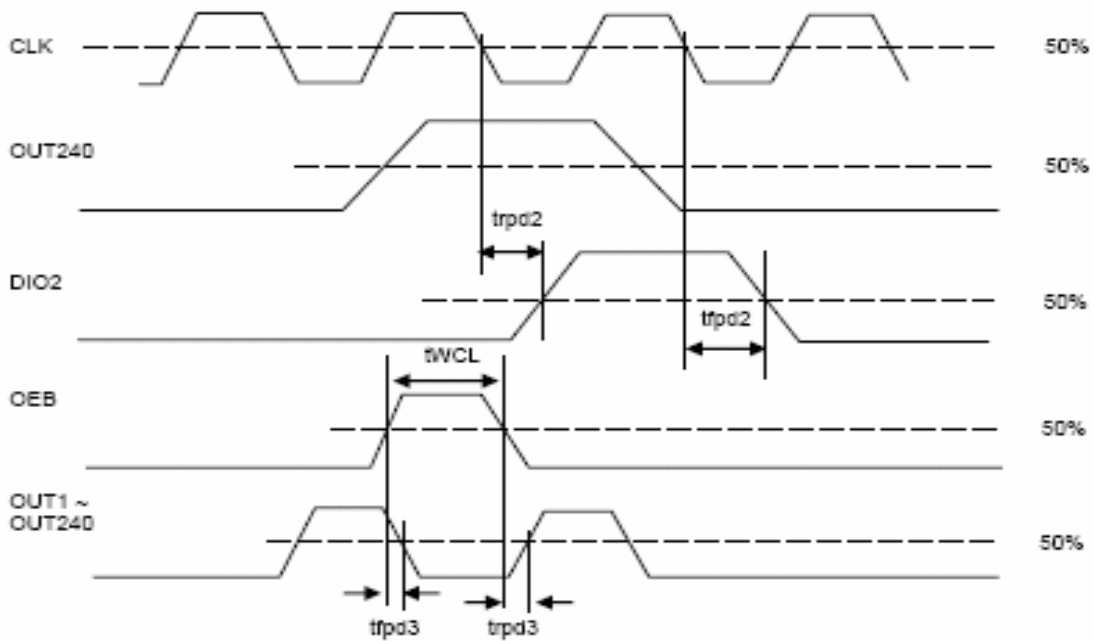 CLK
50%
OUT240
50%
trpd2
DIO2
50%
tfpd2
tWCL
OEB
50%
OUT1 ~
OUT240
50%
tfpd3
trpd3